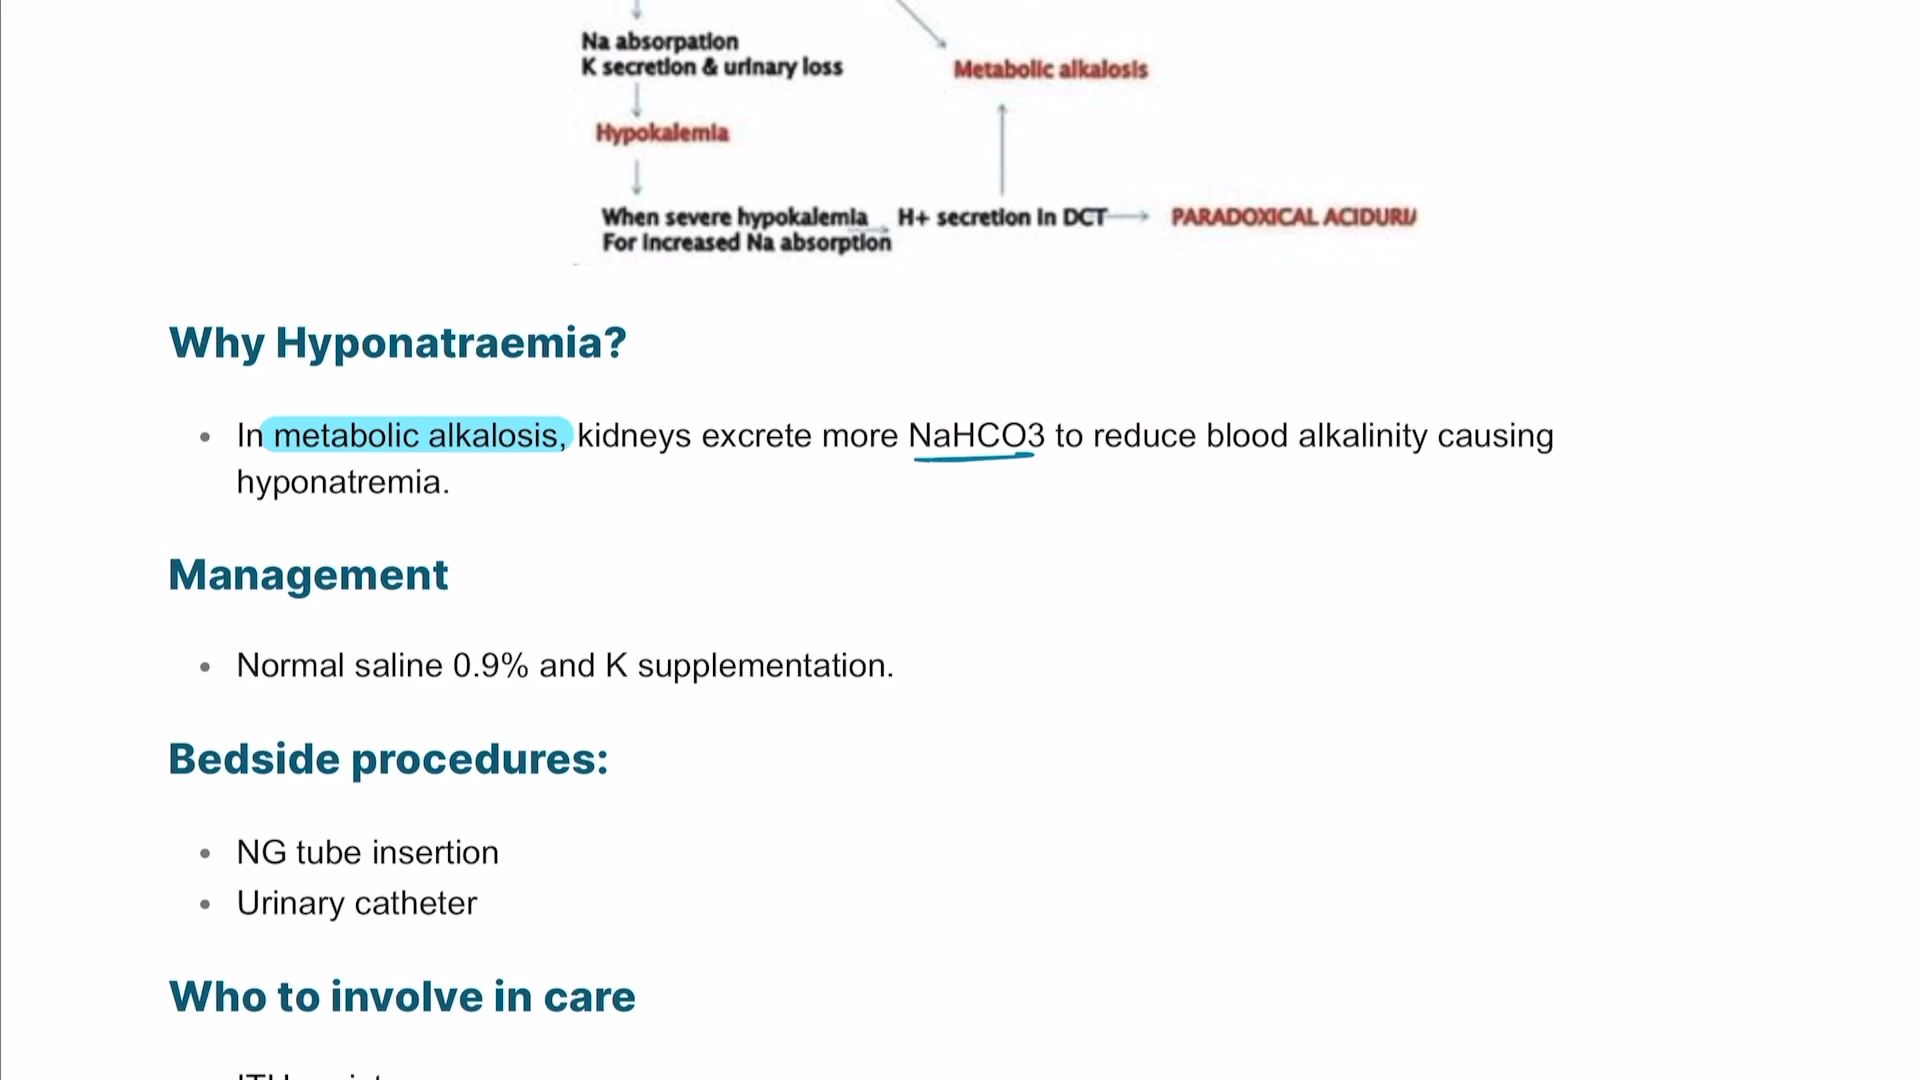 Na absorpation
K secretion & urinary loss
Metabolic alkalosis
Hypokalemia
When severe hypokalemia H+ secretion in DCT PARADOXICAL
For Increased Na absorption
Why Hyponatraemia?
• In metabolic alkalosis, kidneys excrete more NaHCO3 to reduce blood alkalinity causing
hyponatremia.
Management
• Normal saline 0.9% and K supplementation.
Bedside procedures:
• NG tube insertion
• Urinary catheter
Who to involve in care